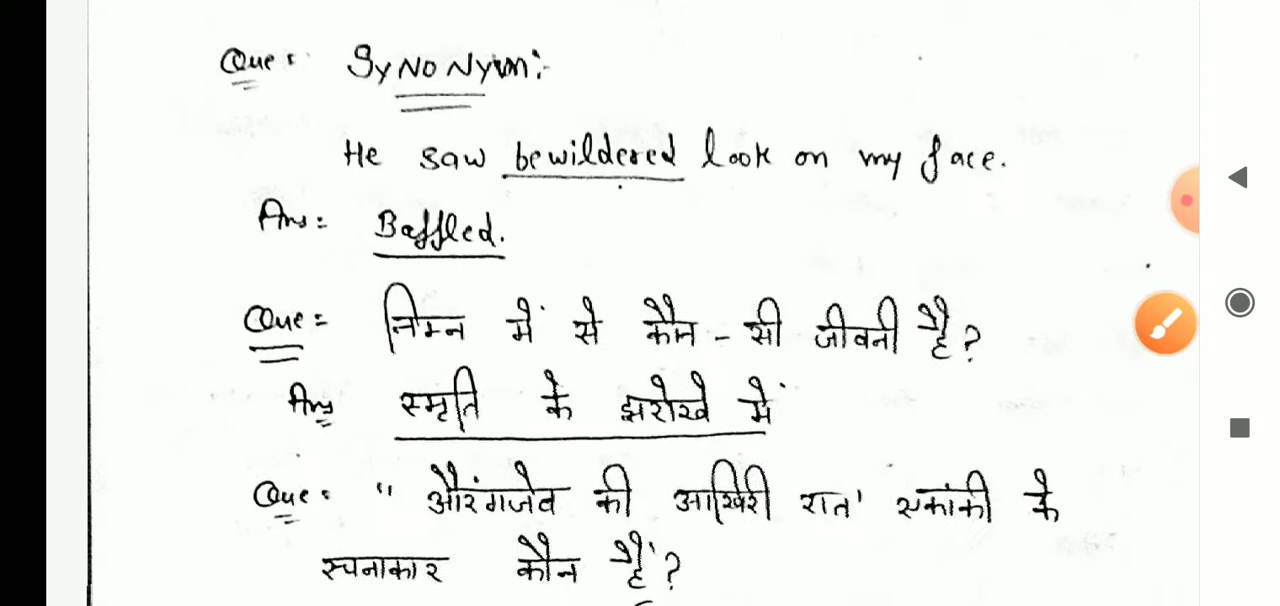 Que: Synonym:-
He saw bewildered look on my face.
Ans: Baffled.
Que= निम्न में से कौन-सी जीवनी है?
Ans स्मृति के झरोखे में
Que: "औरंगजेब की आखिरी रात' एकांकी के
रचनाकार कौन हैं?